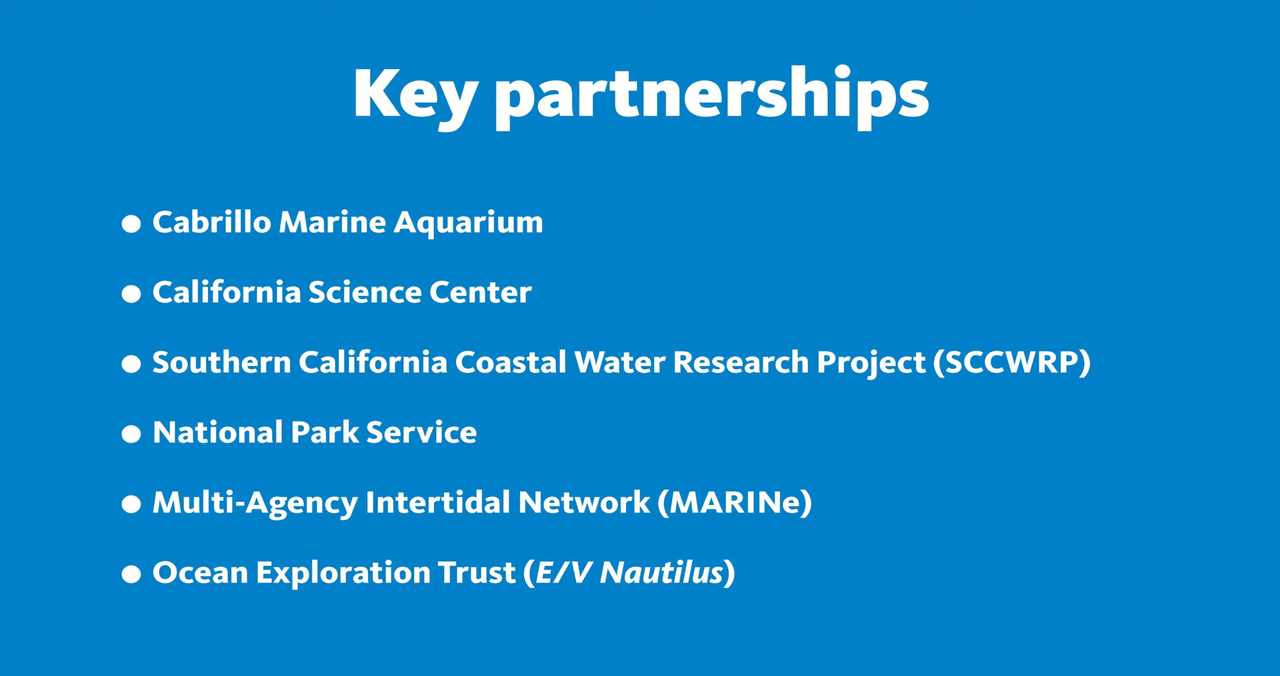 Key partnerships
● Cabrillo Marine Aquarium
● California Science Center
● Southern California Coastal Water Research Project (SCCWRP)
● National Park Service
● Multi-Agency Intertidal Network (MARINe)
● Ocean Exploration Trust (E/V Nautilus)